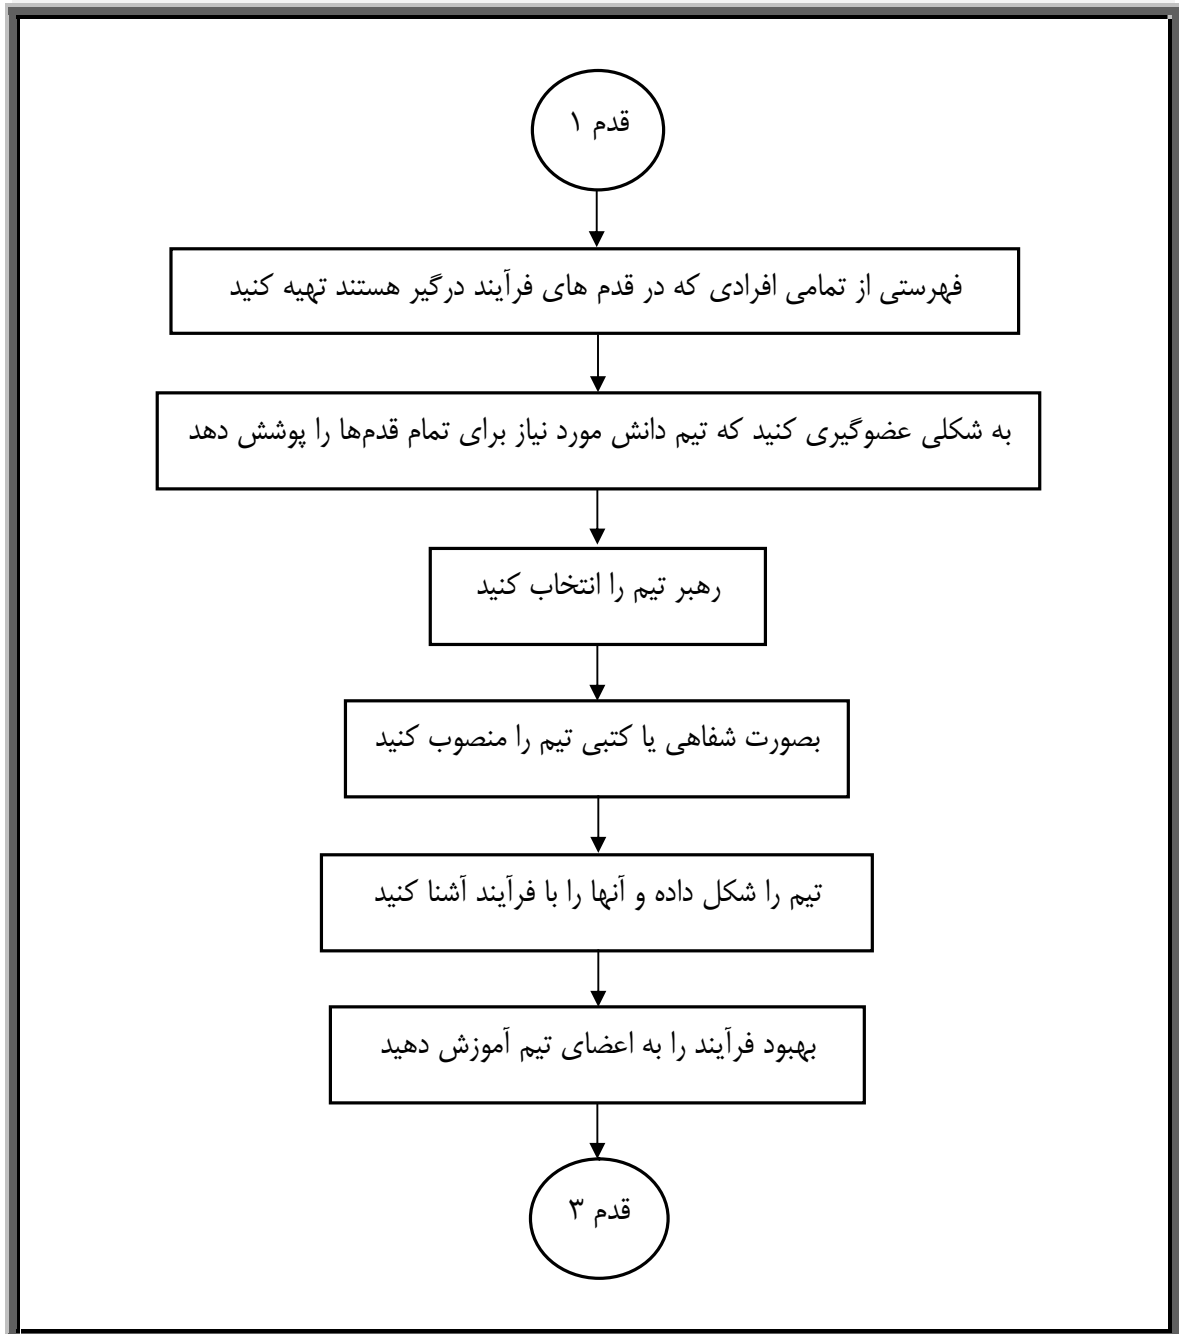 قدم ۱
فهرستی از تمامی افرادی که در قدم های فرآیند درگیر هستند تهیه کنید
به شکلی عضوگیری کنید که تیم دانش مورد نیاز برای تمام قدم‌ها را پوشش دهد
رهبر تیم را انتخاب کنید
بصورت شفاهی یا کتبی تیم را منصوب کنید
تیم را شکل داده و آنها را با فرآیند آشنا کنید
بهبود فرآیند را به اعضای تیم آموزش دهید
قدم ۳